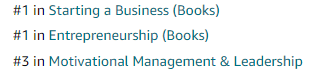 #1 in Starting a Business (Books)
#1 in Entrepreneurship (Books)
#3 in Motivational Management & Leadership